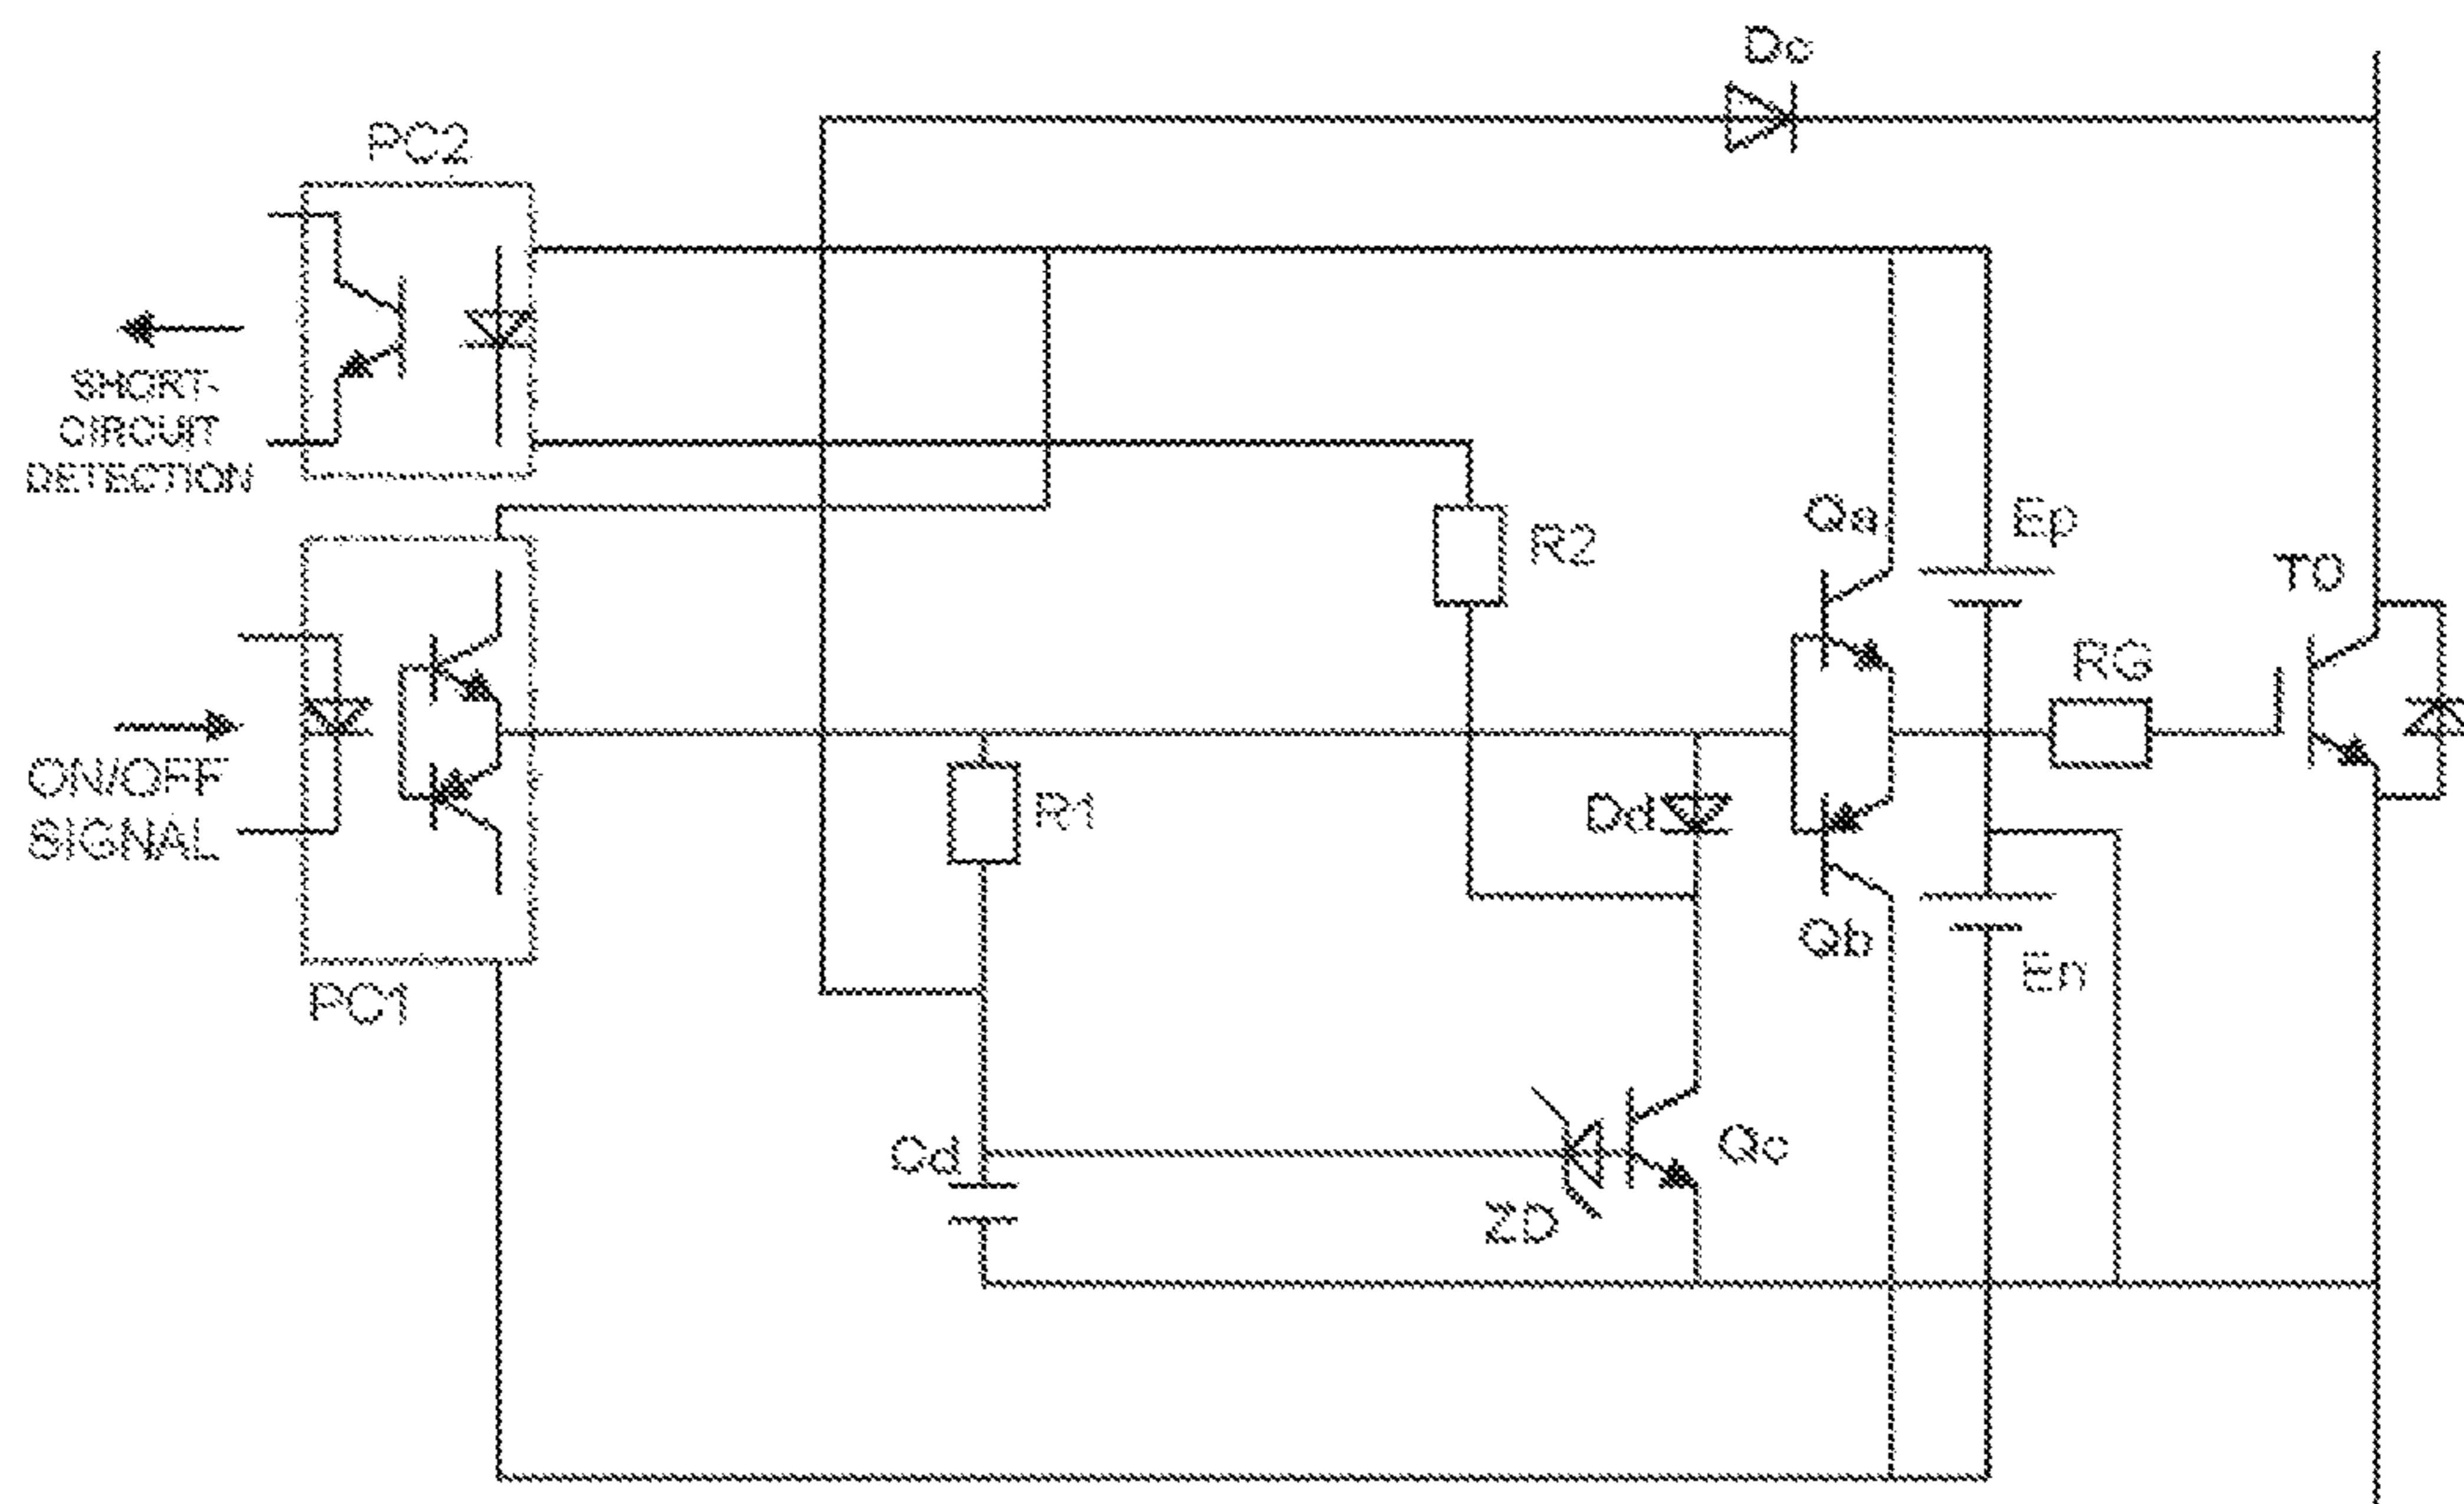 Dc
PC2
SHORT-
CIRCUIT
DETECTION
Qa
Ep
R2
T0
RG
ON/OFF
SIGNAL
R1
Dd
Qb
En
PC1
Cd
Qc
ZD